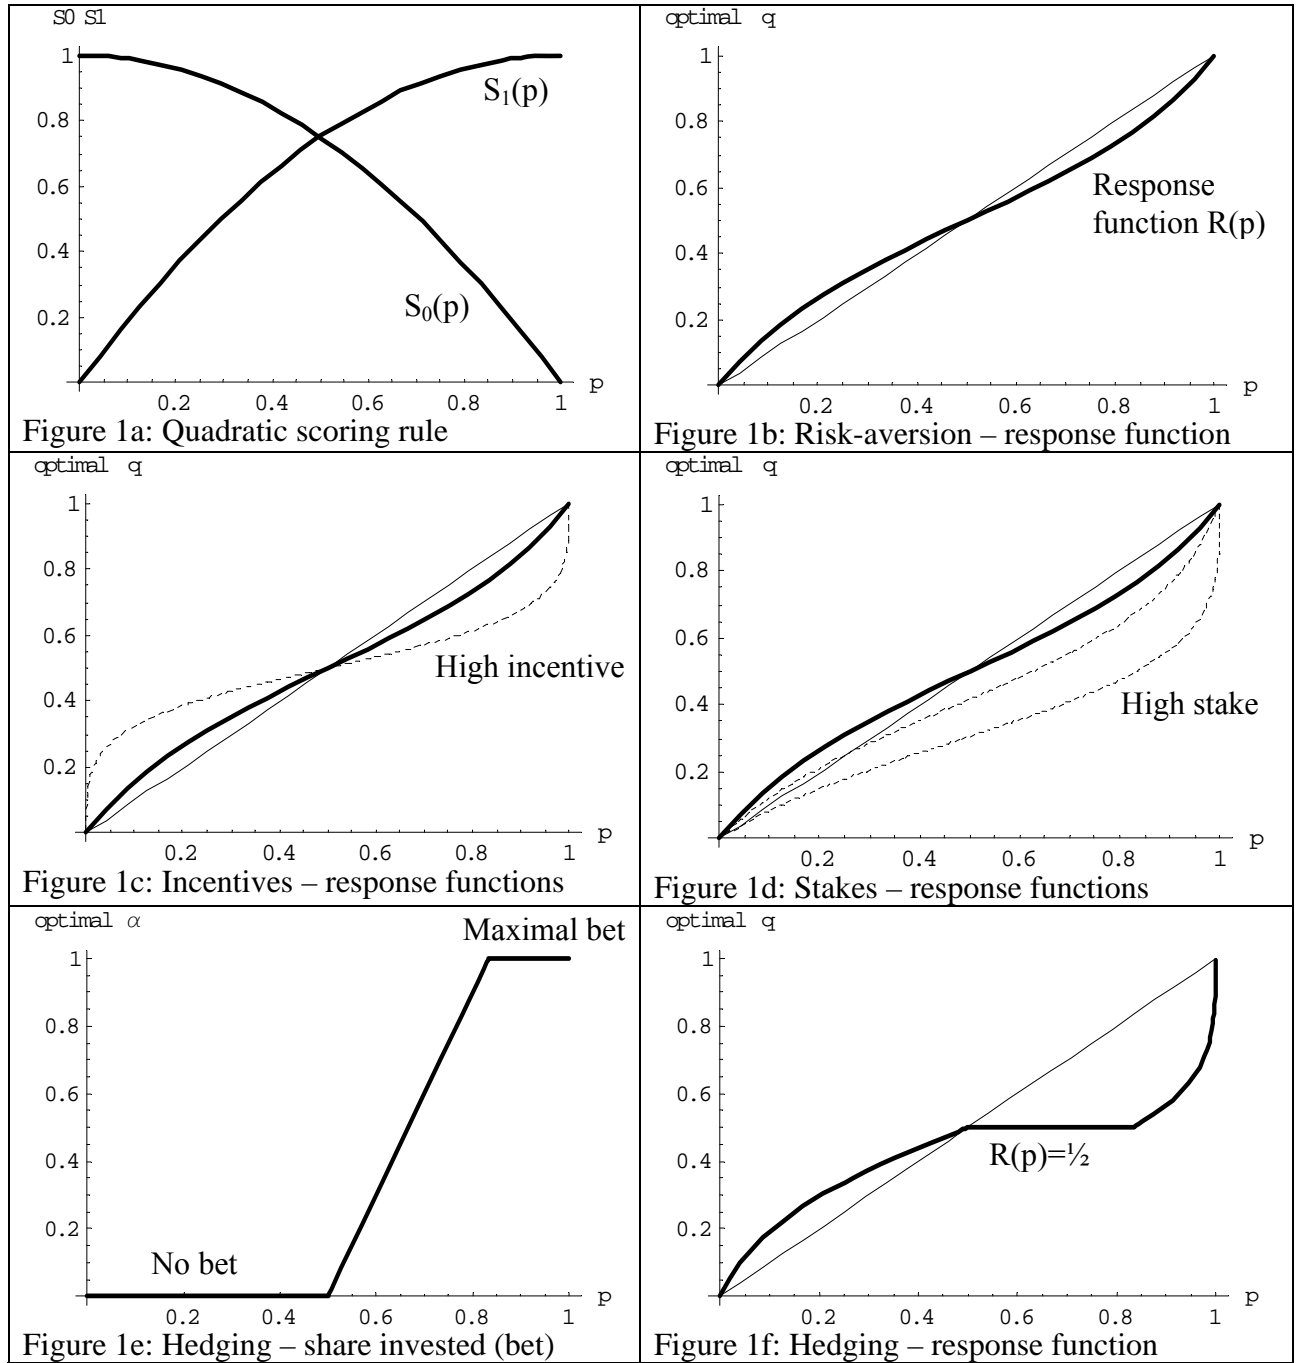 S0 S1
1
0.8
0.6
0.4
0.2
S₁(p)
S₀(p)
0.2 0.4 0.6 0.8 1 p
Figure 1a: Quadratic scoring rule
optimal q
1
0.8
0.6
0.4
0.2
Response
function R(p)
0.2 0.4 0.6 0.8 1 p
Figure 1b: Risk-aversion – response function
optimal q
1
0.8
0.6
0.4
0.2
High incentive
0.2 0.4 0.6 0.8 1 p
Figure 1c: Incentives – response functions
optimal q
1
0.8
0.6
0.4
0.2
High stake
0.2 0.4 0.6 0.8 1 p
Figure 1d: Stakes – response functions
optimal α
Maximal bet
1
0.8
0.6
0.4
0.2
No bet
0.2 0.4 0.6 0.8 1 p
Figure 1e: Hedging – share invested (bet)
optimal q
1
0.8
0.6
0.4
0.2
R(p)=½
0.2 0.4 0.6 0.8 1 p
Figure 1f: Hedging – response function